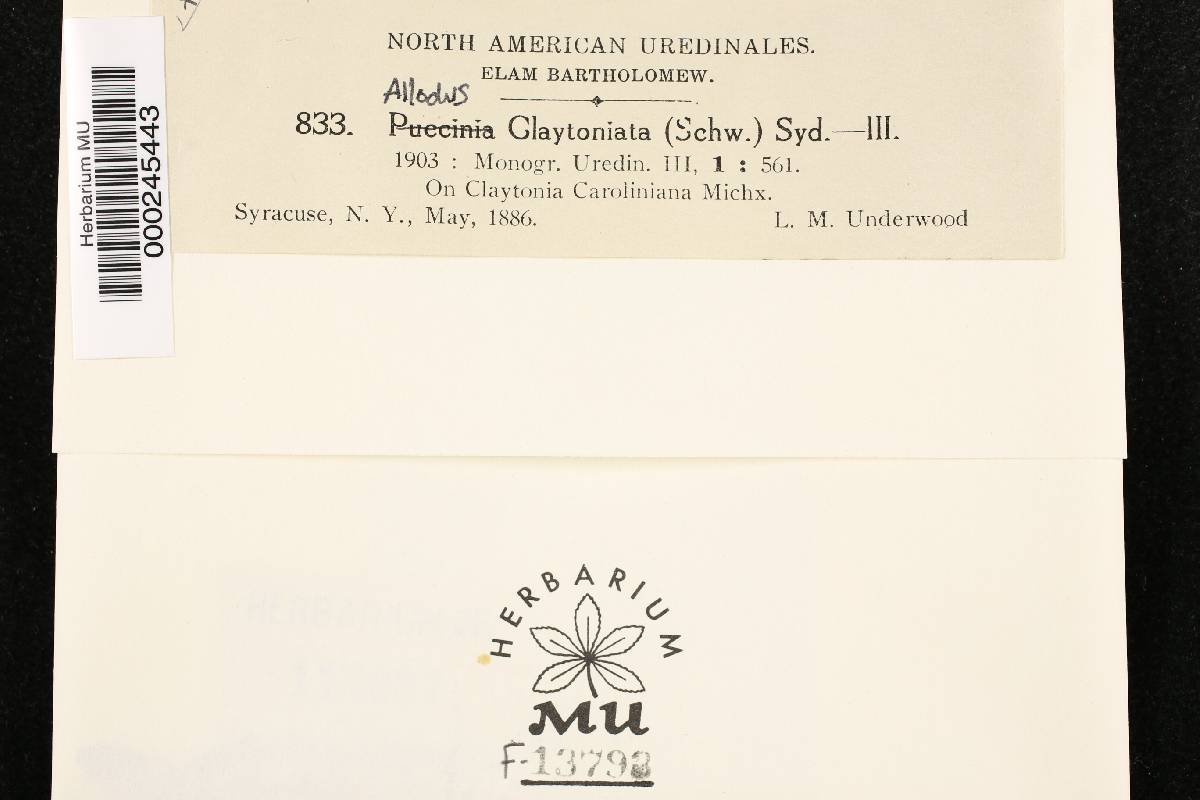 NORTH AMERICAN UREDINALES.
ELAM BARTHOLOMEW.
Allodus
833. Puccinia Claytoniata (Schw.) Syd.—III.
1903 : Monogr. Uredin. III, 1 : 561.
On Claytonia Caroliniana Michx.
Syracuse, N. Y., May, 1886. L. M. Underwood
Herbarium MU
000245443
HERBARIUM
MU
F-13793